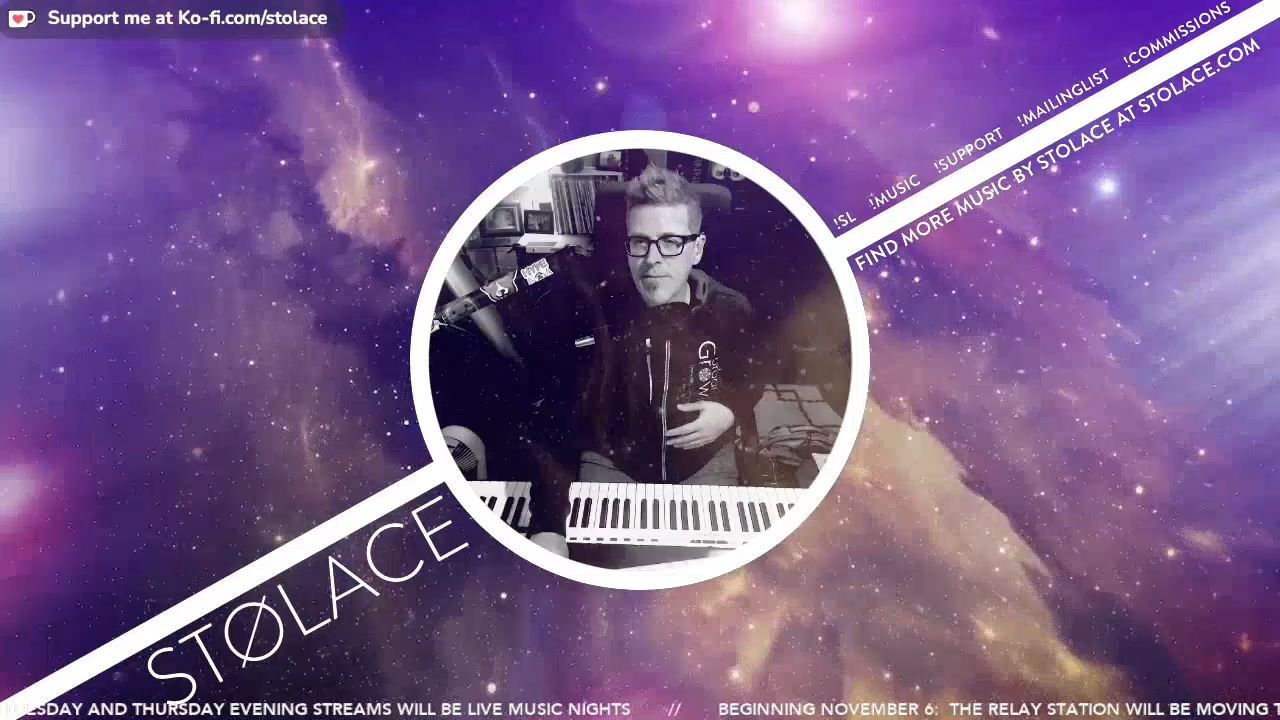 Support me at Ko-fi.com/stolace
!SL !MUSIC !SUPPORT !MAILINGLIST !COMMISSIONS
FIND MORE MUSIC BY STOLACE AT STOLACE.COM
STØLACE
TUESDAY AND THURSDAY EVENING STREAMS WILL BE LIVE MUSIC NIGHTS // BEGINNING NOVEMBER 6: THE RELAY STATION WILL BE MOVING T